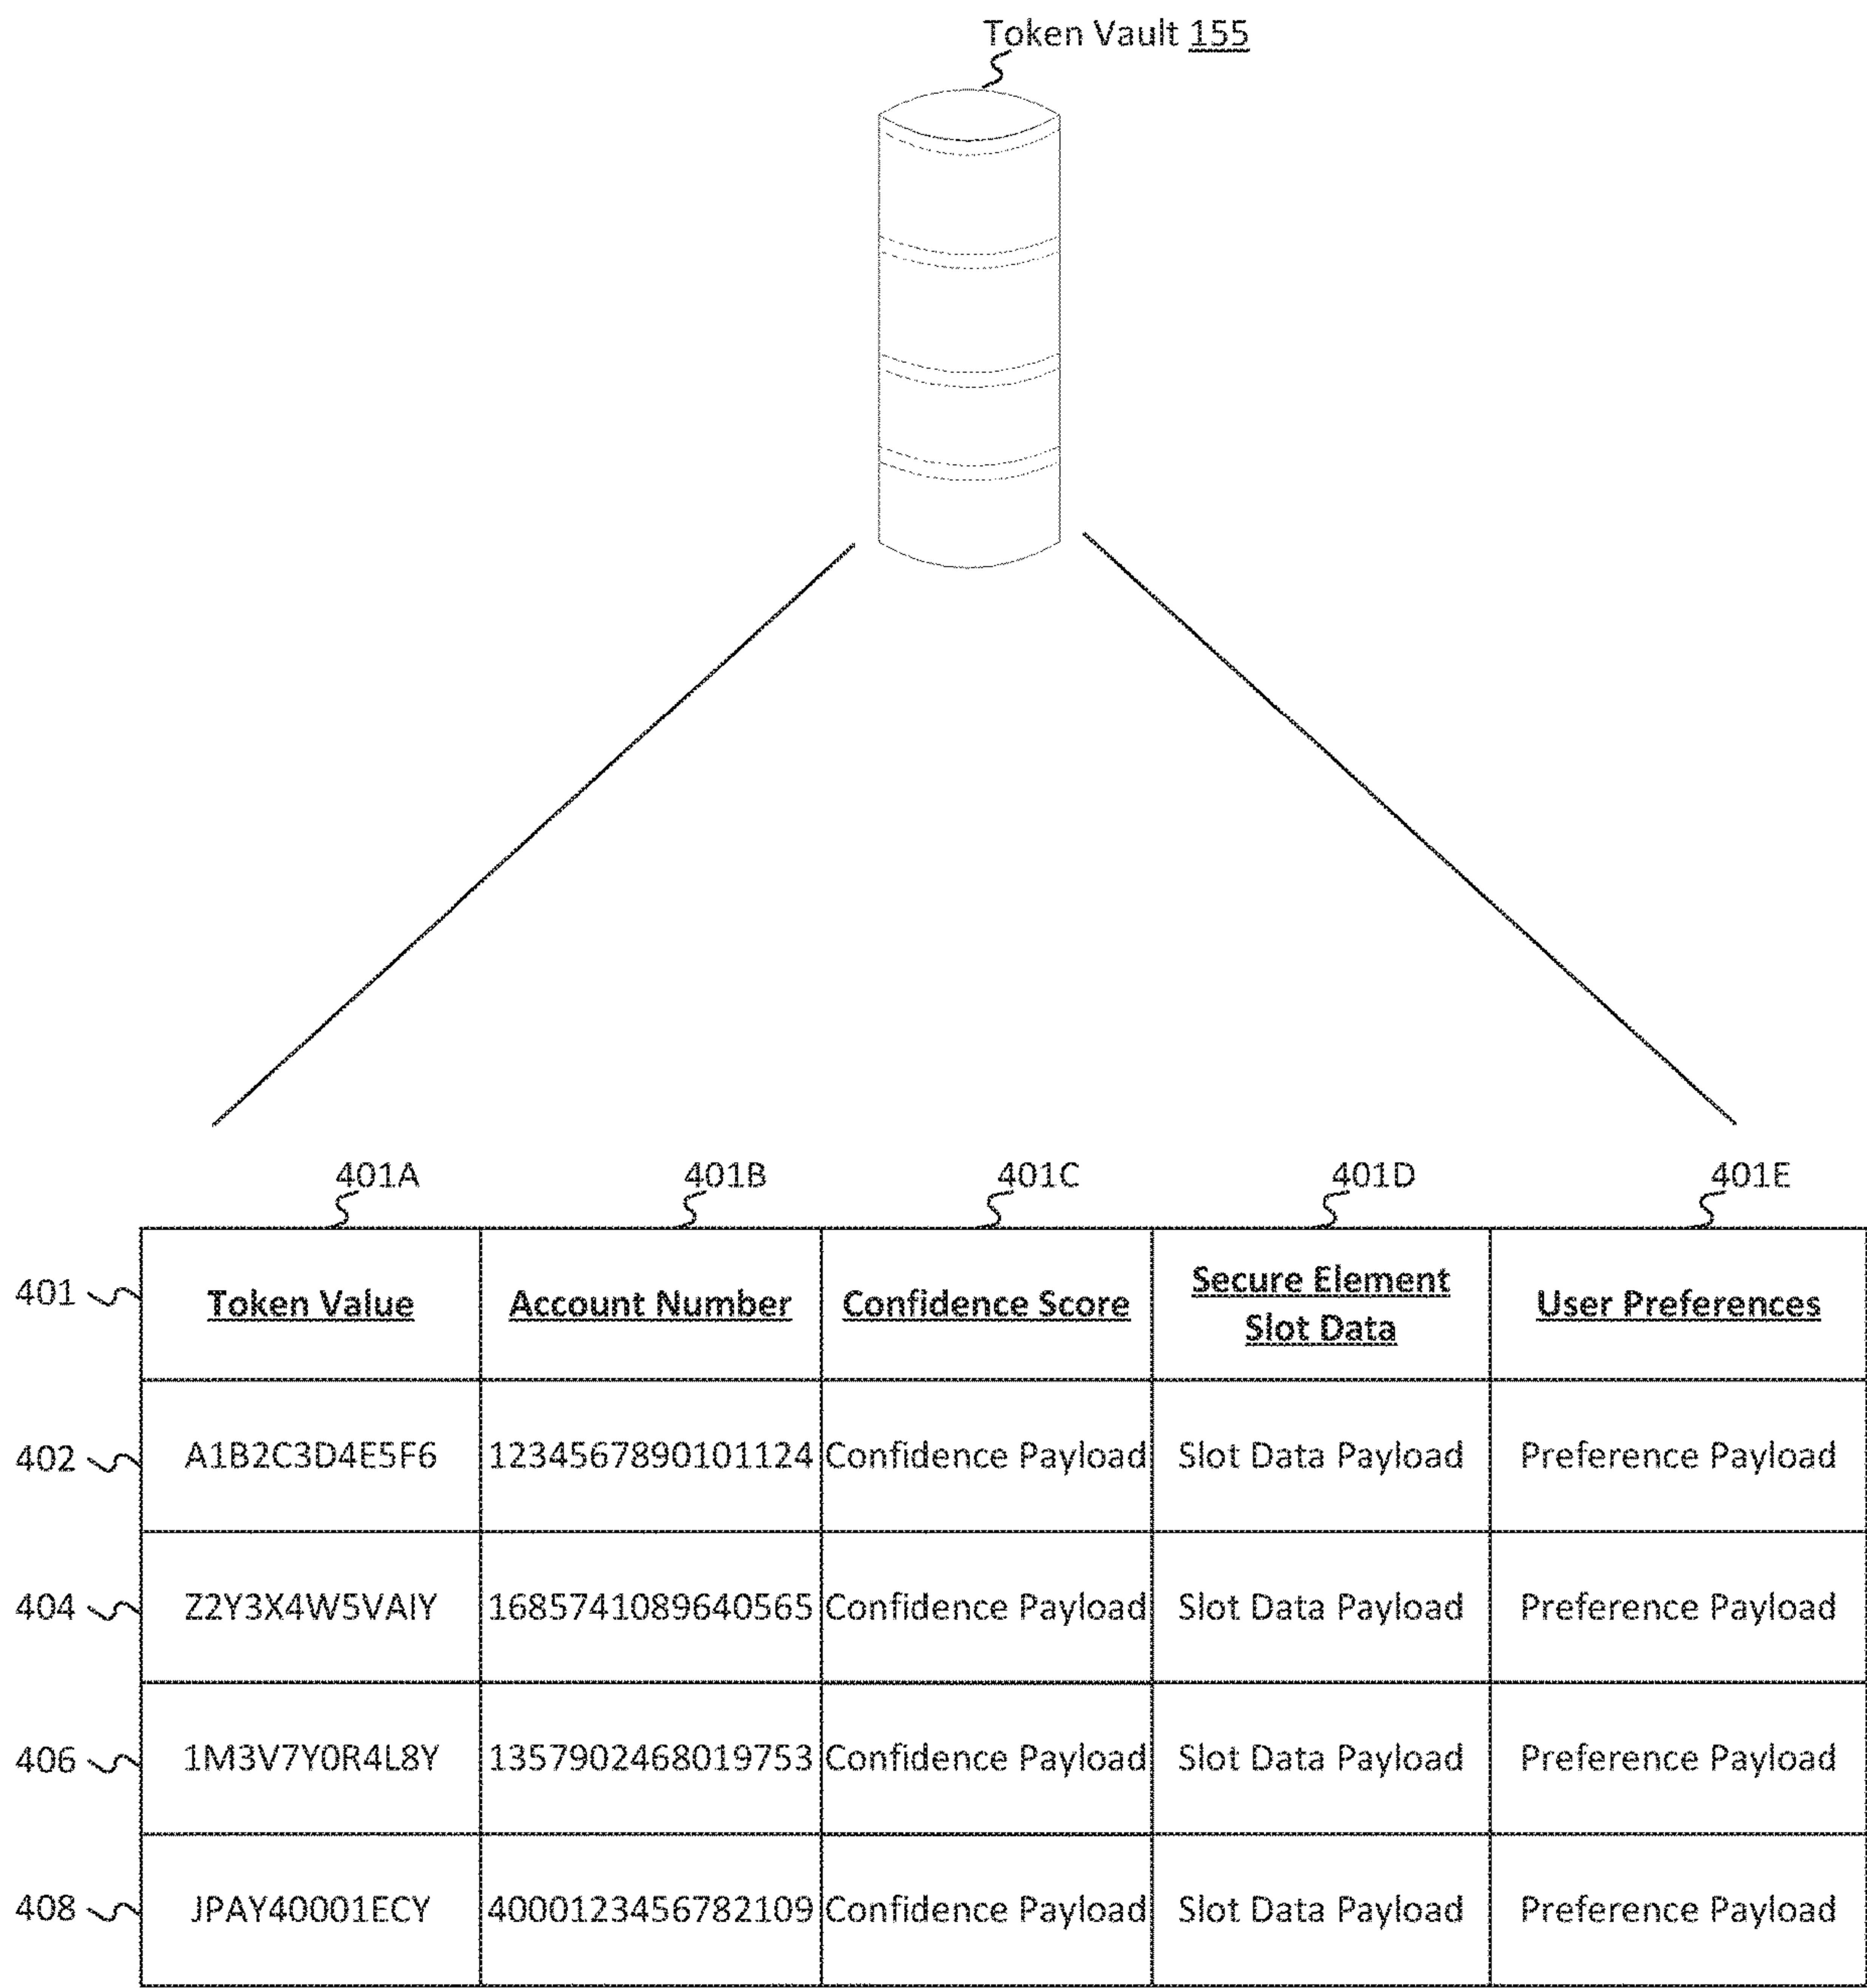 Token Vault 155
401A 401B 401C 401D 401E
401 Token Value Account Number Confidence Score Secure Element Slot Data User Preferences
402 A1B2C3D4E5F6 1234567890101124 Confidence Payload Slot Data Payload Preference Payload
404 Z2Y3X4W5VAIY 1685741089640565 Confidence Payload Slot Data Payload Preference Payload
406 1M3V7Y0R4L8Y 1357902468019753 Confidence Payload Slot Data Payload Preference Payload
408 JPAY40001ECY 4000123456782109 Confidence Payload Slot Data Payload Preference Payload